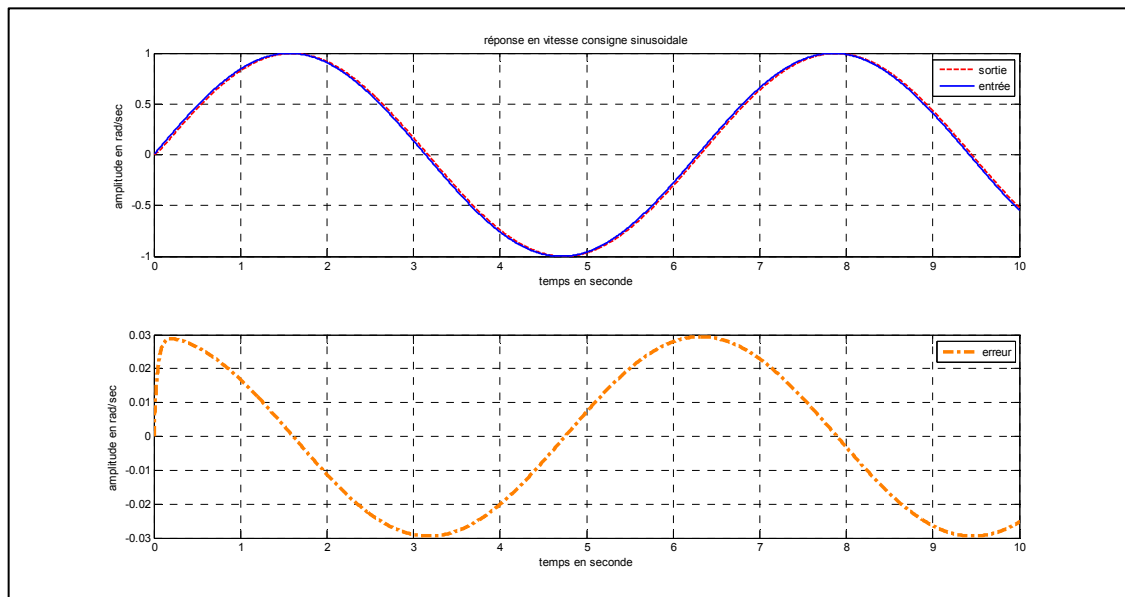 réponse en vitesse consigne sinusoidale
1
0.5
0
-0.5
-1
amplitude en rad/sec
sortie
entrée
0 1 2 3 4 5 6 7 8 9 10
temps en seconde
0.03
0.02
0.01
0
-0.01
-0.02
-0.03
amplitude en rad/sec
erreur
0 1 2 3 4 5 6 7 8 9 10
temps en seconde